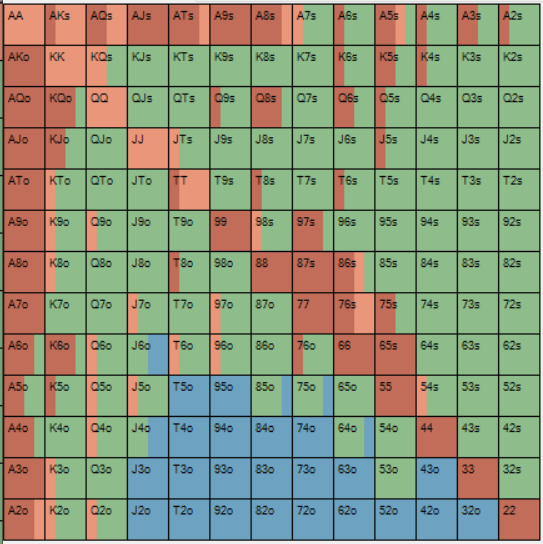 AA AKs AQs AJs ATs A9s A8s A7s A6s A5s A4s A3s A2s
AKo KK KQs KJs KTs K9s K8s K7s K6s K5s K4s K3s K2s
AQo KQo QQ QJs QTs Q9s Q8s Q7s Q6s Q5s Q4s Q3s Q2s
AJo KJo QJo JJ JTs J9s J8s J7s J6s J5s J4s J3s J2s
ATo KTo QTo JTo TT T9s T8s T7s T6s T5s T4s T3s T2s
A9o K9o Q9o J9o T9o 99 98s 97s 96s 95s 94s 93s 92s
A8o K8o Q8o J8o T8o 98o 88 87s 86s 85s 84s 83s 82s
A7o K7o Q7o J7o T7o 97o 87o 77 76s 75s 74s 73s 72s
A6o K6o Q6o J6o T6o 96o 86o 76o 66 65s 64s 63s 62s
A5o K5o Q5o J5o T5o 95o 85o 75o 65o 55 54s 53s 52s
A4o K4o Q4o J4o T4o 94o 84o 74o 64o 54o 44 43s 42s
A3o K3o Q3o J3o T3o 93o 83o 73o 63o 53o 43o 33 32s
A2o K2o Q2o J2o T2o 92o 82o 72o 62o 52o 42o 32o 22